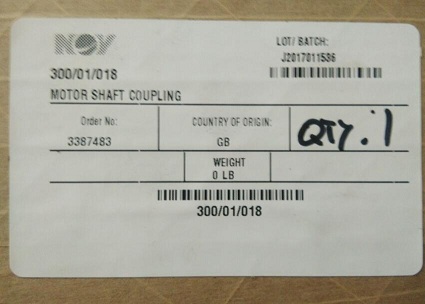 NOV
LOT/ BATCH:
J2017011536
300/01/018
MOTOR SHAFT COUPLING
Order No:
3387483
COUNTRY OF ORIGIN:
GB
QTY. 1
WEIGHT
0 LB
300/01/018